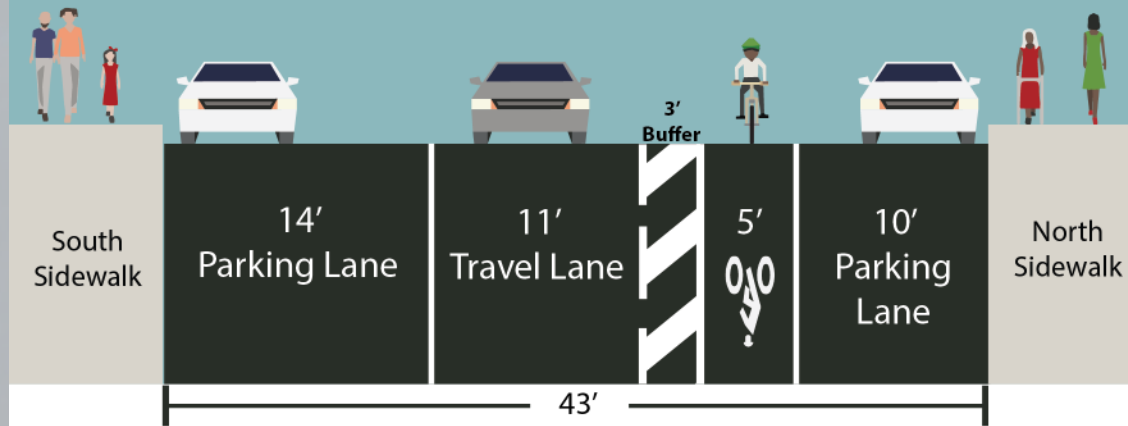 3’
Buffer
South
Sidewalk
14’
Parking Lane
11’
Travel Lane
5’
10’
Parking
Lane
North
Sidewalk
43’